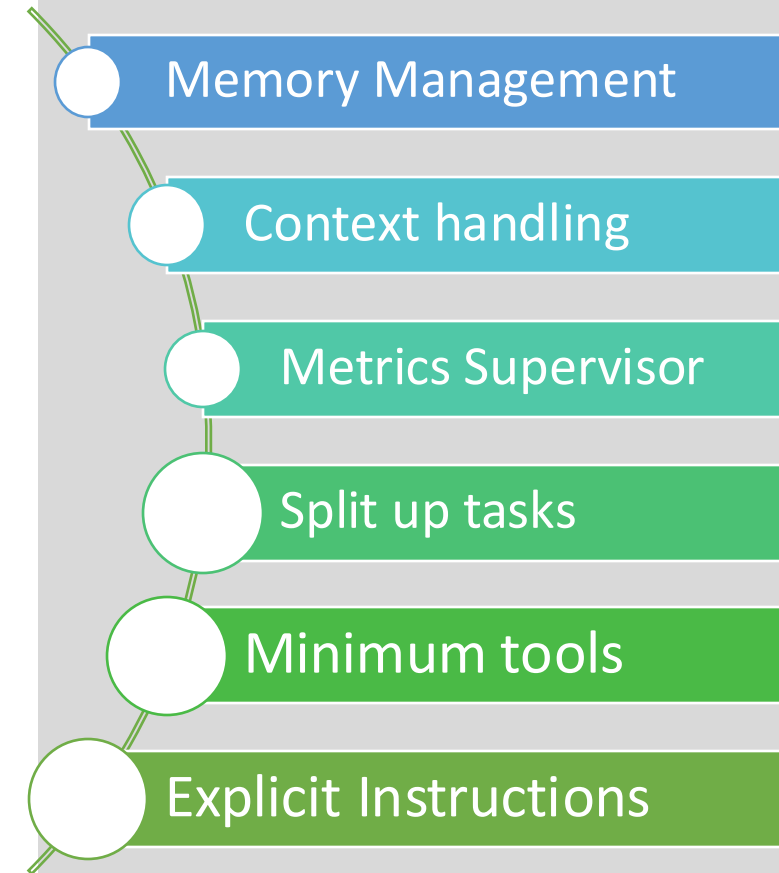 Memory Management
Context handling
Metrics Supervisor
Split up tasks
Minimum tools
Explicit Instructions